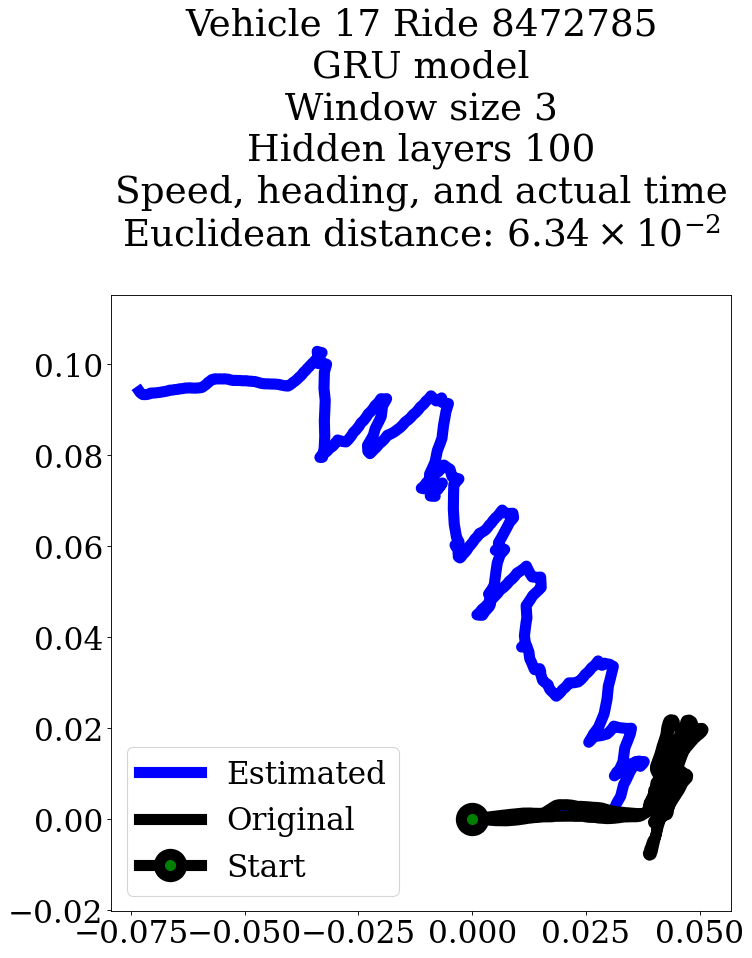 Vehicle 17 Ride 8472785
GRU model
Window size 3
Hidden layers 100
Speed, heading, and actual time
Euclidean distance: 6.34 × 10⁻²
0.10
0.08
0.06
0.04
0.02
0.00
−0.02
Estimated
Original
Start
−0.075 −0.050 −0.025 0.000 0.025 0.050